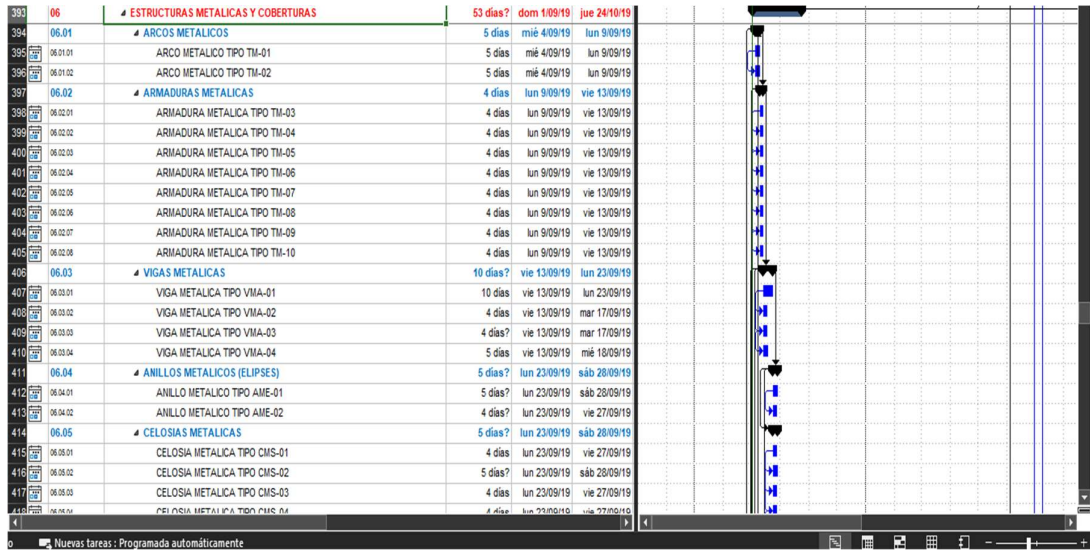 393 06 ESTRUCTURAS METALICAS Y COBERTURAS 53 días? dom 1/09/19 jue 24/10/19
394 06.01 ARCOS METALICOS 5 días mié 4/09/19 lun 9/09/19
395 06.01.01 ARCO METALICO TIPO TM-01 5 días mié 4/09/19 lun 9/09/19
396 06.01.02 ARCO METALICO TIPO TM-02 5 días mié 4/09/19 lun 9/09/19
397 06.02 ARMADURAS METALICAS 4 días lun 9/09/19 vie 13/09/19
398 06.02.01 ARMADURA METALICA TIPO TM-03 4 días lun 9/09/19 vie 13/09/19
399 06.02.02 ARMADURA METALICA TIPO TM-04 4 días lun 9/09/19 vie 13/09/19
400 06.02.03 ARMADURA METALICA TIPO TM-05 4 días lun 9/09/19 vie 13/09/19
401 06.02.04 ARMADURA METALICA TIPO TM-06 4 días lun 9/09/19 vie 13/09/19
402 06.02.05 ARMADURA METALICA TIPO TM-07 4 días lun 9/09/19 vie 13/09/19
403 06.02.06 ARMADURA METALICA TIPO TM-08 4 días lun 9/09/19 vie 13/09/19
404 06.02.07 ARMADURA METALICA TIPO TM-09 4 días lun 9/09/19 vie 13/09/19
405 06.02.08 ARMADURA METALICA TIPO TM-10 4 días lun 9/09/19 vie 13/09/19
406 06.03 VIGAS METALICAS 10 días? vie 13/09/19 lun 23/09/19
407 06.03.01 VIGA METALICA TIPO VMA-01 10 días vie 13/09/19 lun 23/09/19
408 06.03.02 VIGA METALICA TIPO VMA-02 4 días vie 13/09/19 mar 17/09/19
409 06.03.03 VIGA METALICA TIPO VMA-03 4 días? vie 13/09/19 mar 17/09/19
410 06.03.04 VIGA METALICA TIPO VMA-04 5 días vie 13/09/19 mié 18/09/19
411 06.04 ANILLOS METALICOS (ELIPSES) 5 días? lun 23/09/19 sáb 28/09/19
412 06.04.01 ANILLO METALICO TIPO AME-01 5 días? lun 23/09/19 sáb 28/09/19
413 06.04.02 ANILLO METALICO TIPO AME-02 4 días? lun 23/09/19 vie 27/09/19
414 06.05 CELOSIAS METALICAS 5 días? lun 23/09/19 sáb 28/09/19
415 06.05.01 CELOSIA METALICA TIPO CMS-01 4 días lun 23/09/19 vie 27/09/19
416 06.05.02 CELOSIA METALICA TIPO CMS-02 5 días? lun 23/09/19 sáb 28/09/19
417 06.05.03 CELOSIA METALICA TIPO CMS-03 4 días lun 23/09/19 vie 27/09/19
418 06.05.04 CELOSIA METALICA TIPO CMS-04 4 días lun 23/09/19 vie 27/09/19
o Nuevas tareas : Programada automáticamente